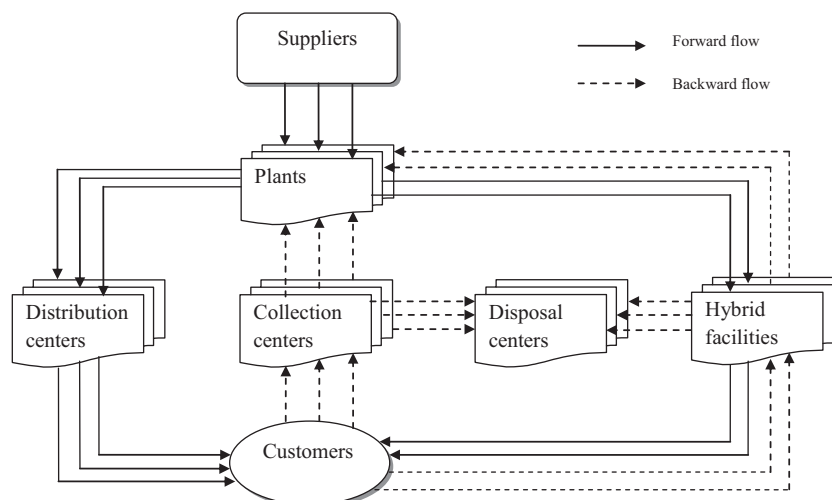 Suppliers
Forward flow
Backward flow
Plants
Distribution
centers
Collection
centers
Disposal
centers
Hybrid
facilities
Customers